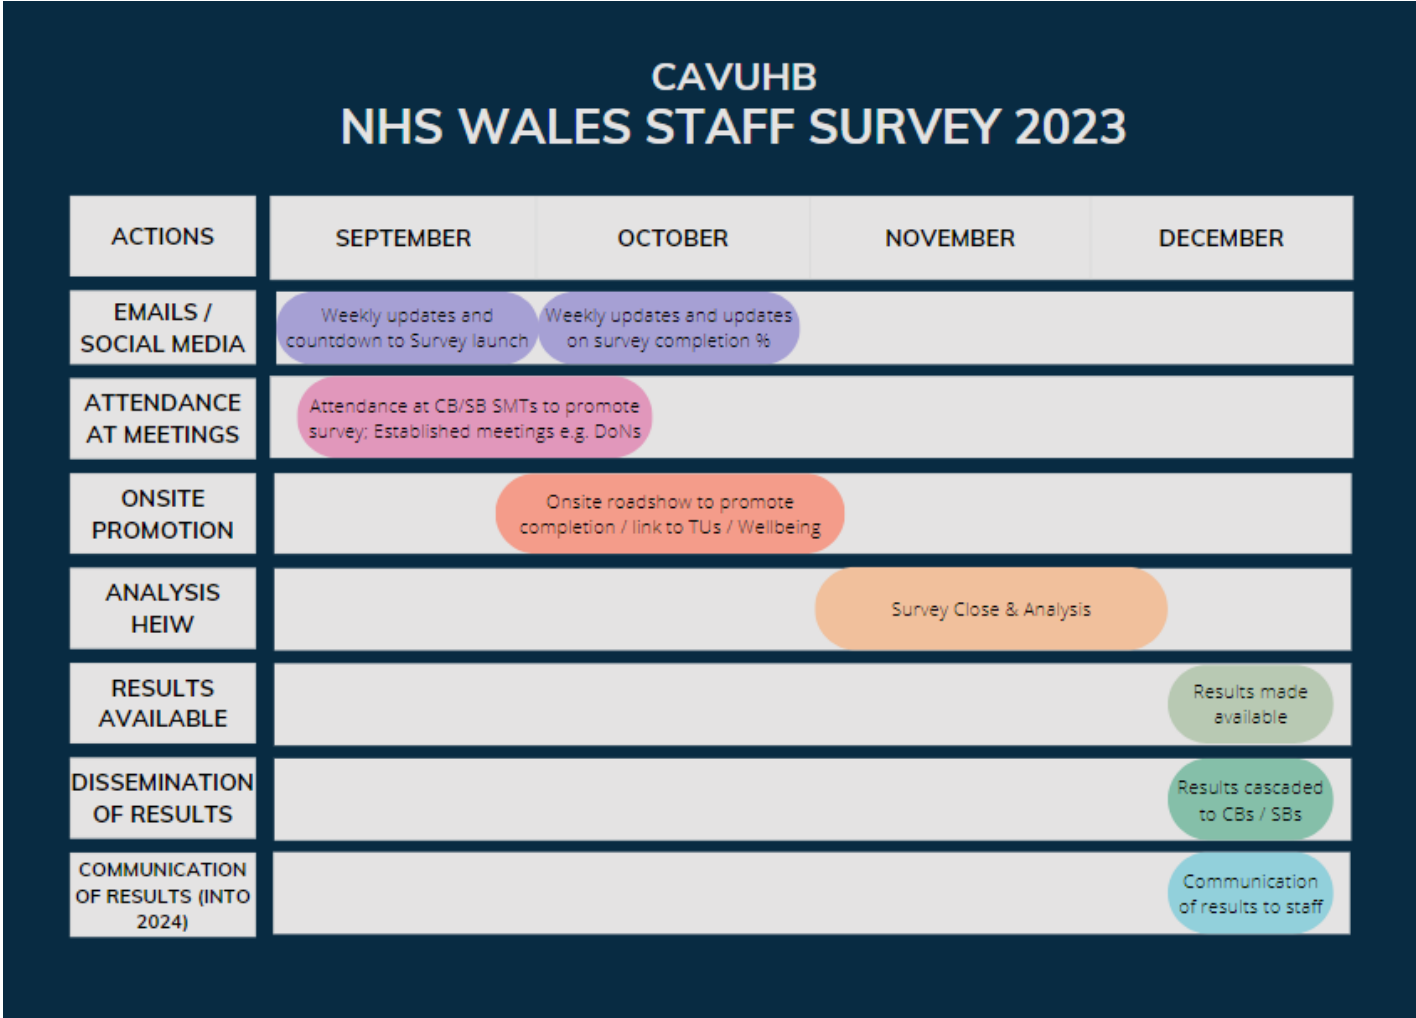 CAVUHB
NHS WALES STAFF SURVEY 2023
ACTIONS
SEPTEMBER
OCTOBER
NOVEMBER
DECEMBER
EMAILS /
SOCIAL MEDIA
Weekly updates and
countdown to Survey launch
Weekly updates and updates
on survey completion %
ATTENDANCE
AT MEETINGS
Attendance at CB/SB SMTs to promote
survey; Established meetings e.g. DoNs
ONSITE
PROMOTION
Onsite roadshow to promote
completion / link to TUs / Wellbeing
ANALYSIS
HEIW
Survey Close & Analysis
RESULTS
AVAILABLE
Results made
available
DISSEMINATION
OF RESULTS
Results cascaded
to CBs / SBs
COMMUNICATION
OF RESULTS (INTO
2024)
Communication
of results to staff